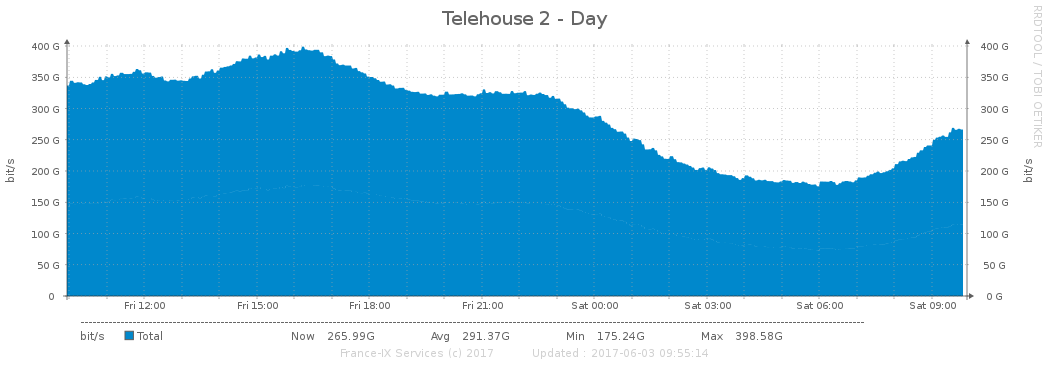 Telehouse 2 - Day
RRDTOOL / TOBI OETIKER
400 G 400 G
350 G 350 G
300 G 300 G
250 G 250 G
200 G 200 G
150 G 150 G
100 G 100 G
50 G 50 G
0 0 G
bit/s bit/s
Fri 12:00 Fri 15:00 Fri 18:00 Fri 21:00 Sat 00:00 Sat 03:00 Sat 06:00 Sat 09:00
bit/s Total Now 265.99G Avg 291.37G Min 175.24G Max 398.58G
France-IX Services (c) 2017 Updated : 2017-06-03 09:55:14